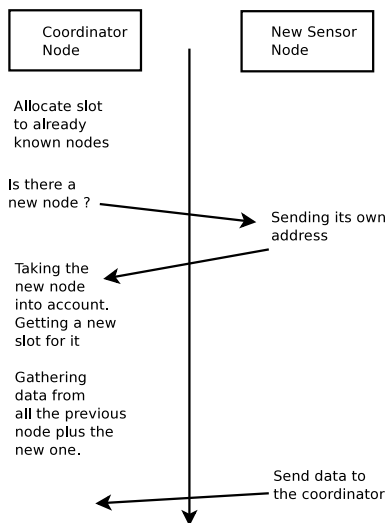 Coordinator
Node
New Sensor
Node
Allocate slot
to already
known nodes
Is there a
new node ?
Sending its own
address
Taking the
new node
into account.
Getting a new
slot for it
Gathering
data from
all the previous
node plus the
new one.
Send data to
the coordinator